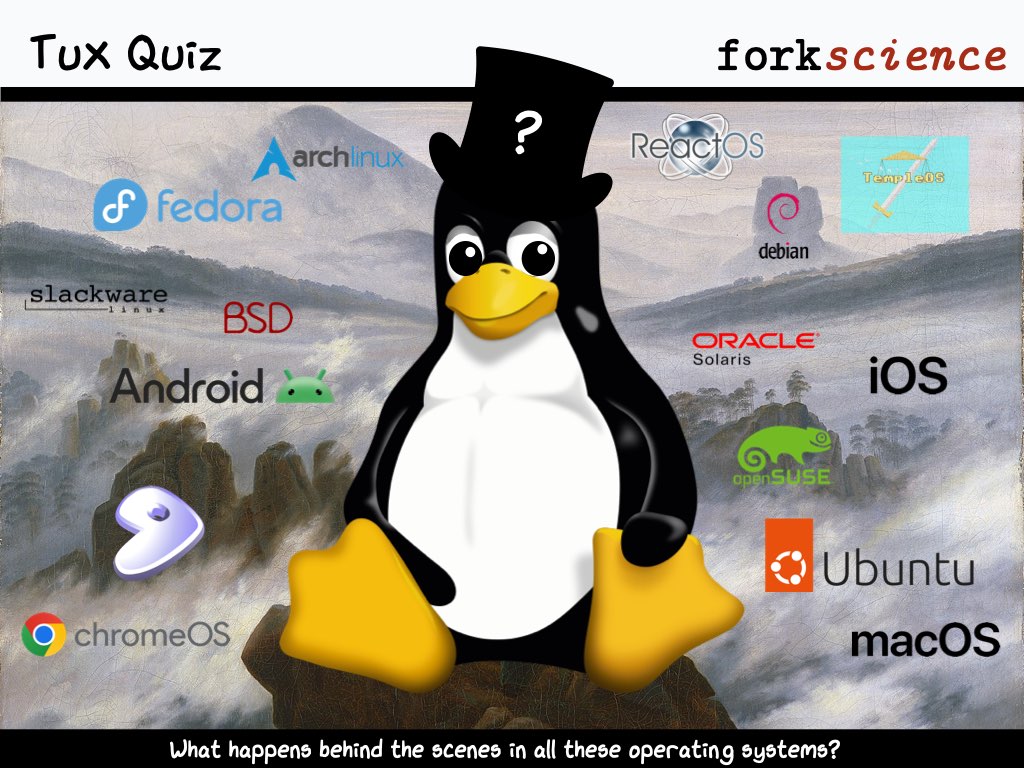 Tux Quiz
forkscience
?
archlinux
fedora
slackware
linux
BSD
Android
chromeOS
ReactOS
TempleOS
debian
ORACLE®
Solaris
iOS
openSUSE
Ubuntu
macOS
What happens behind the scenes in all these operating systems?